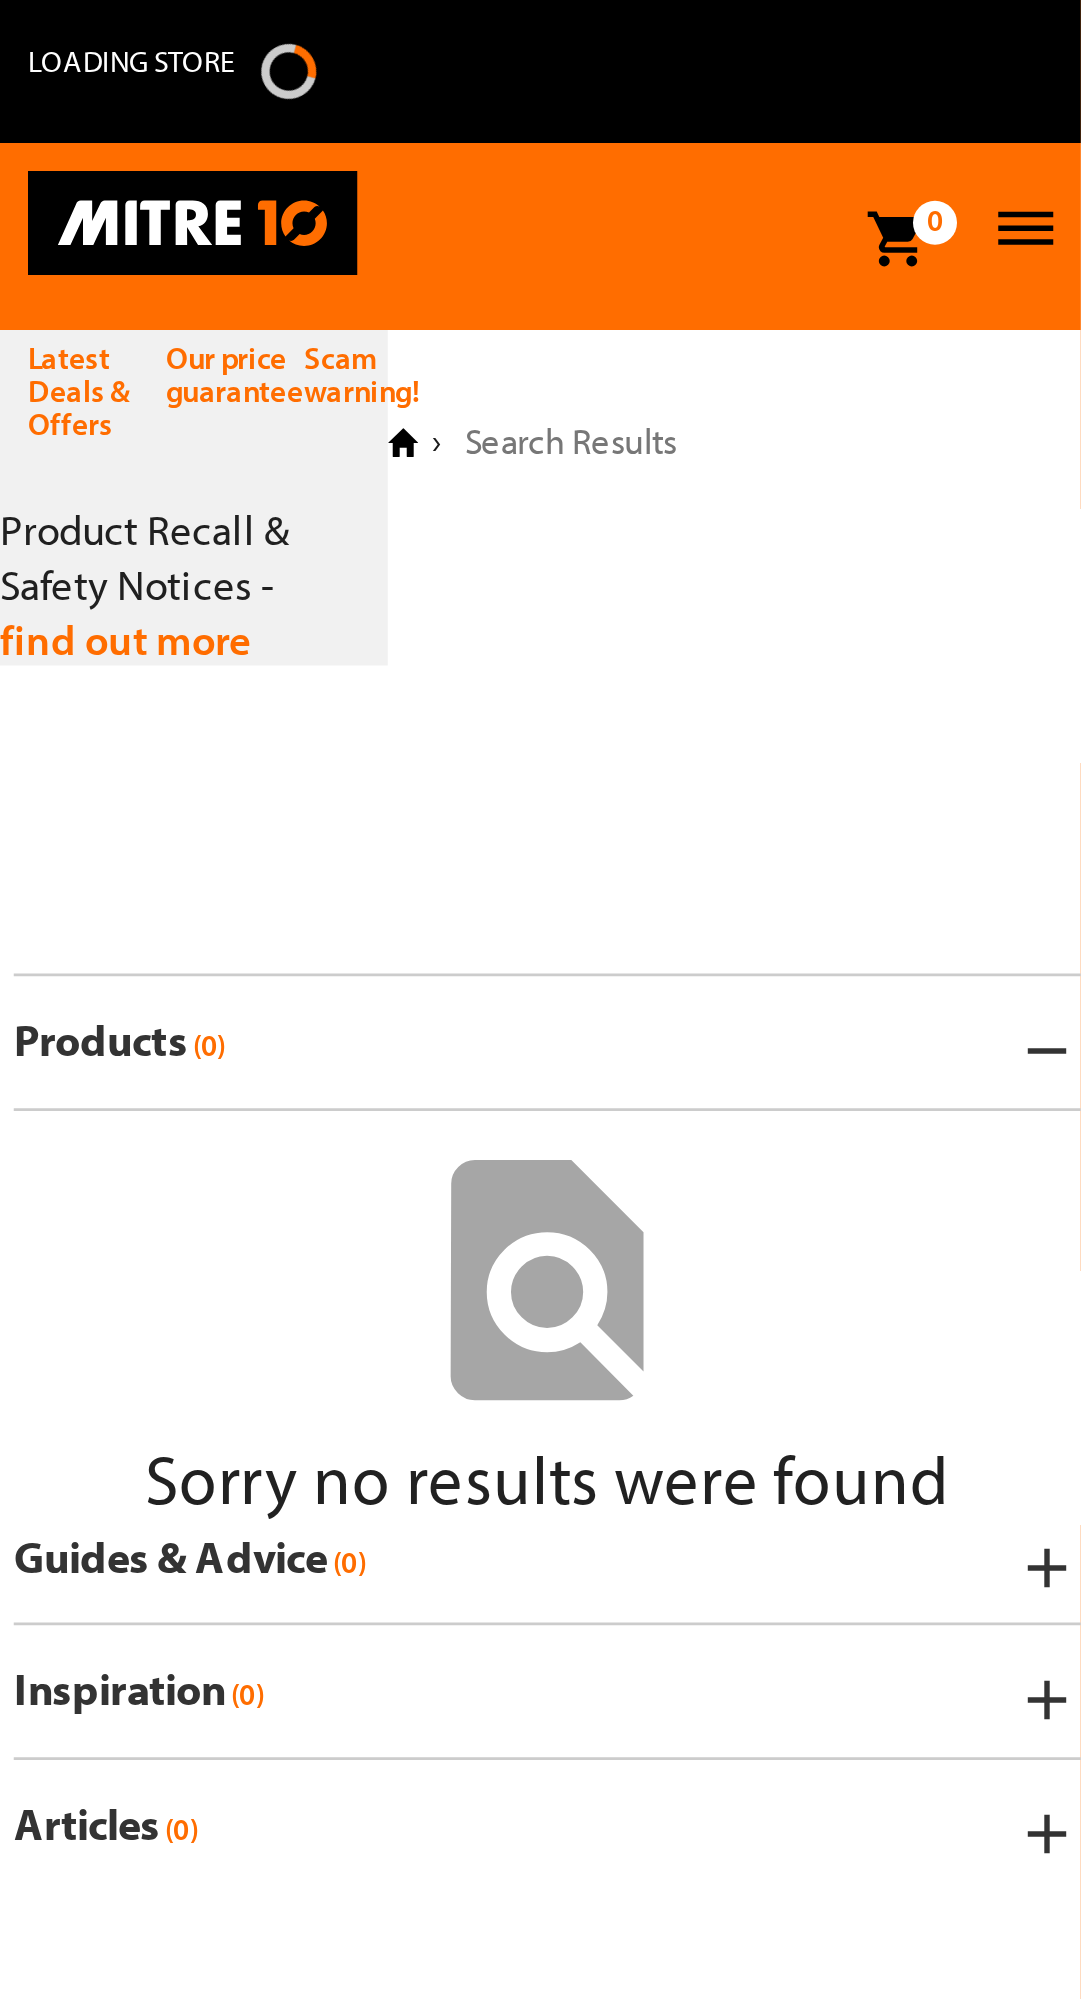 LOADING STORE
MITRE 10
0
Latest Deals & Offers
Our price guarantee
Scam warning!
› Search Results
Product Recall &
Safety Notices -
find out more
Products (0)
Sorry no results were found
Guides & Advice (0)
Inspiration (0)
Articles (0)